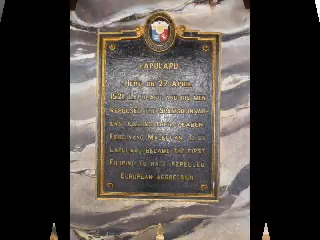 LAPULAPU
HERE, ON 27 APRIL
1521 LAPULAPU AND HIS MEN
REPULSED THE SPANISH INVAD-
ERS, KILLING THEIR LEADER,
FERDINAND MAGELLAN. THUS
LAPULAPU BECAME THE FIRST
FILIPINO TO HAVE REPELLED
EUROPEAN AGGRESSION.